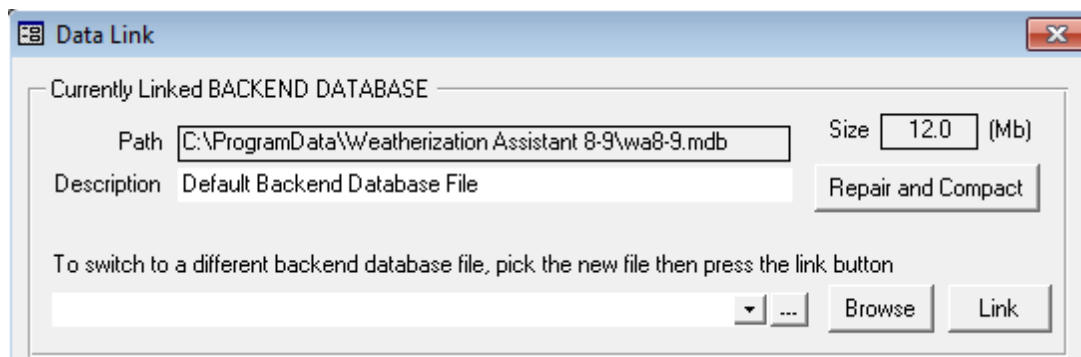 Data Link
Currently Linked BACKEND DATABASE
Path C:\ProgramData\Weatherization Assistant 8-9\wa8-9.mdb Size 12.0 (Mb)
Description Default Backend Database File Repair and Compact
To switch to a different backend database file, pick the new file then press the link button
... Browse Link